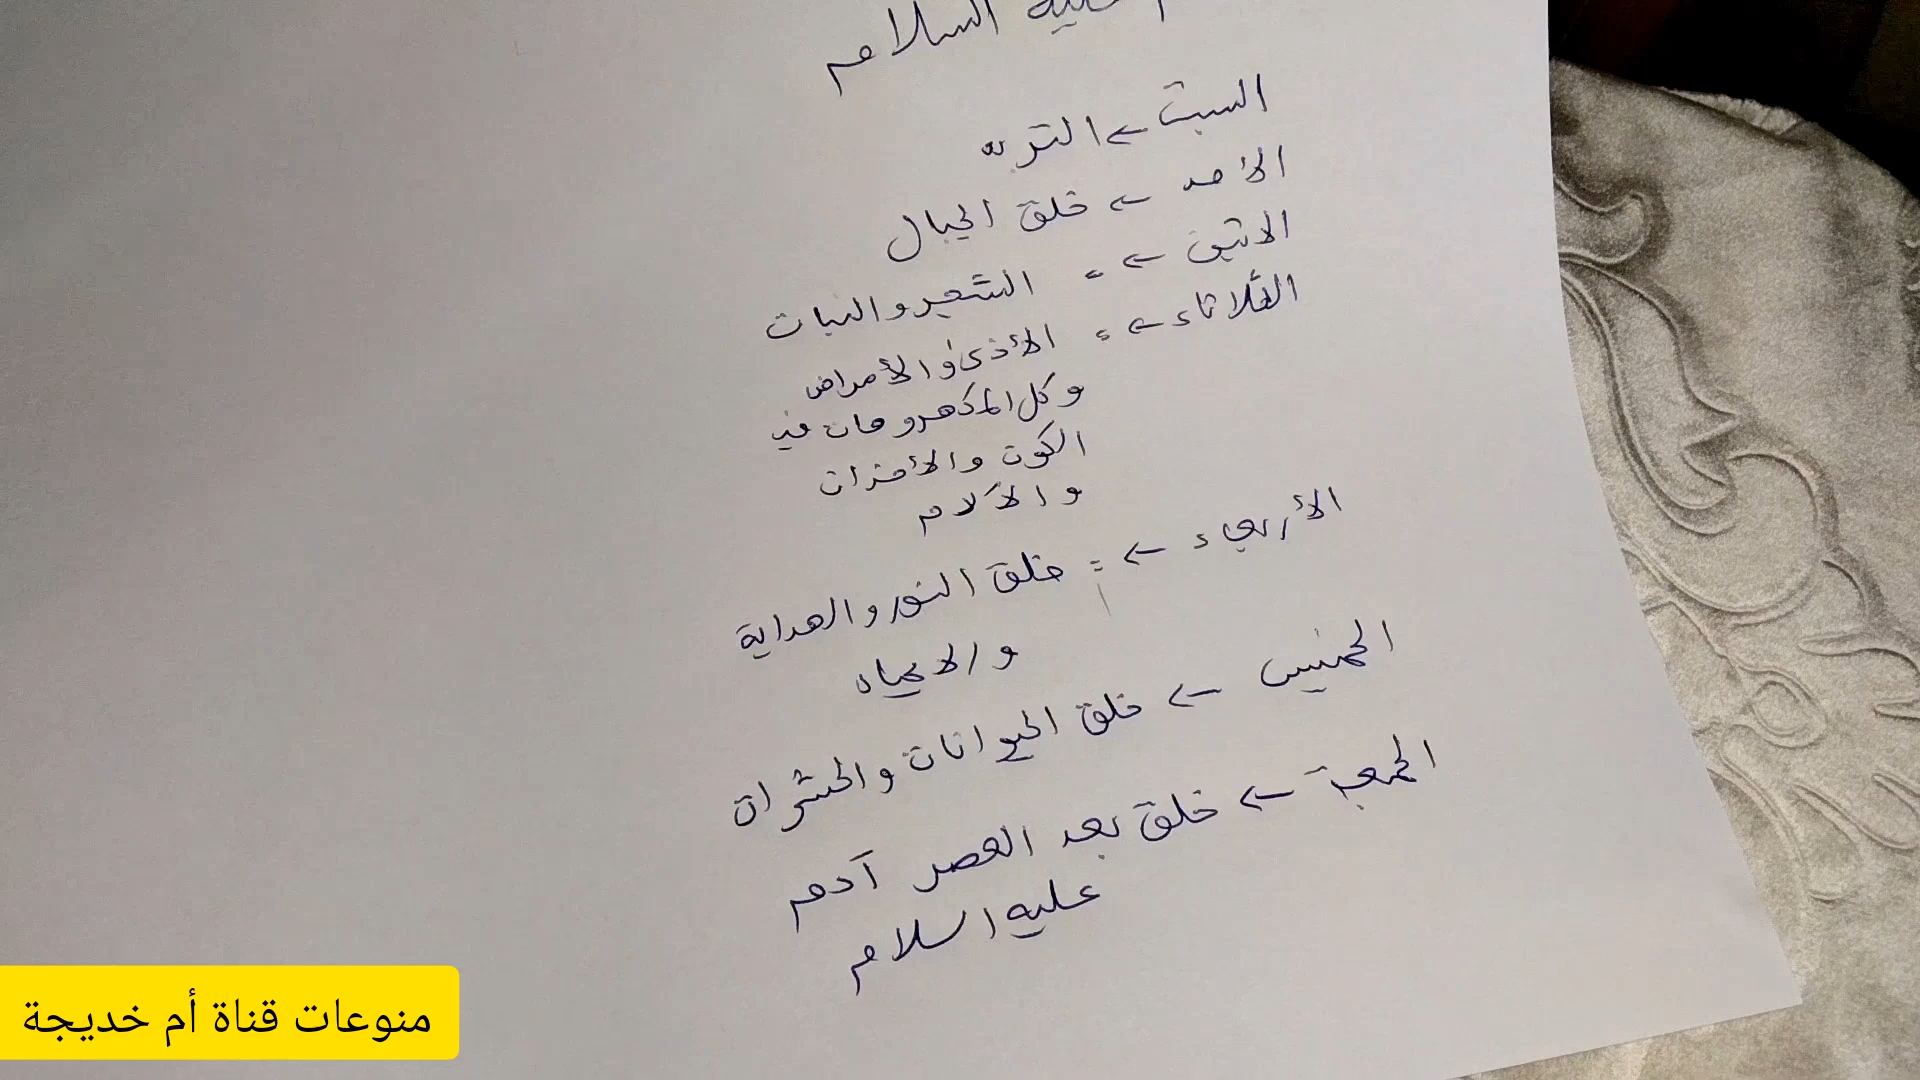 عليه السلام
السبت ← التربه
الأحد ← خلق الجبال
الاثنين ← = الشجر والنبات
الثلاثاء ← = الأذى والأمراض
وكل المكروهات في
الكون والأحزان
والآلام
الأربعاء ← = خلق النور والهداية
والاحياء
الخميس ← خلق الحيوانات والحشرات
الجمعة ← خلق بعد العصر آدم
عليه السلام
منوعات قناة أم خديجة